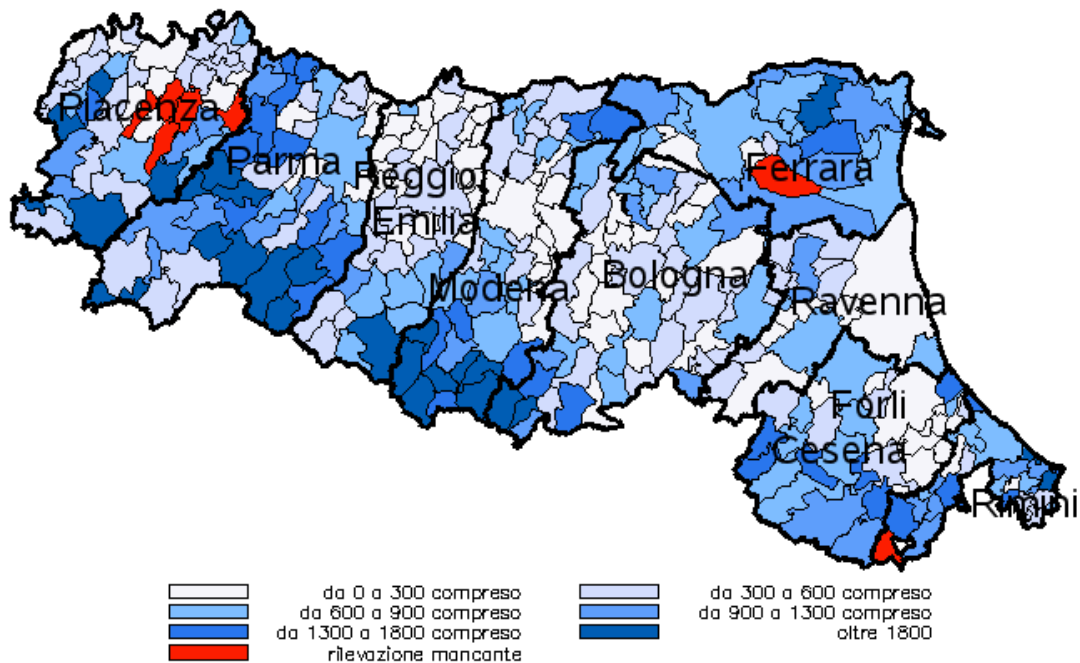 Piacenza
Parma
Reggio
Emilia
Modena
Bologna
Ferrara
Ravenna
Forli
Cesena
Rimini
da 0 a 300 compreso
da 300 a 600 compreso
da 600 a 900 compreso
da 900 a 1300 compreso
da 1300 a 1800 compreso
oltre 1800
rilevazione mancante